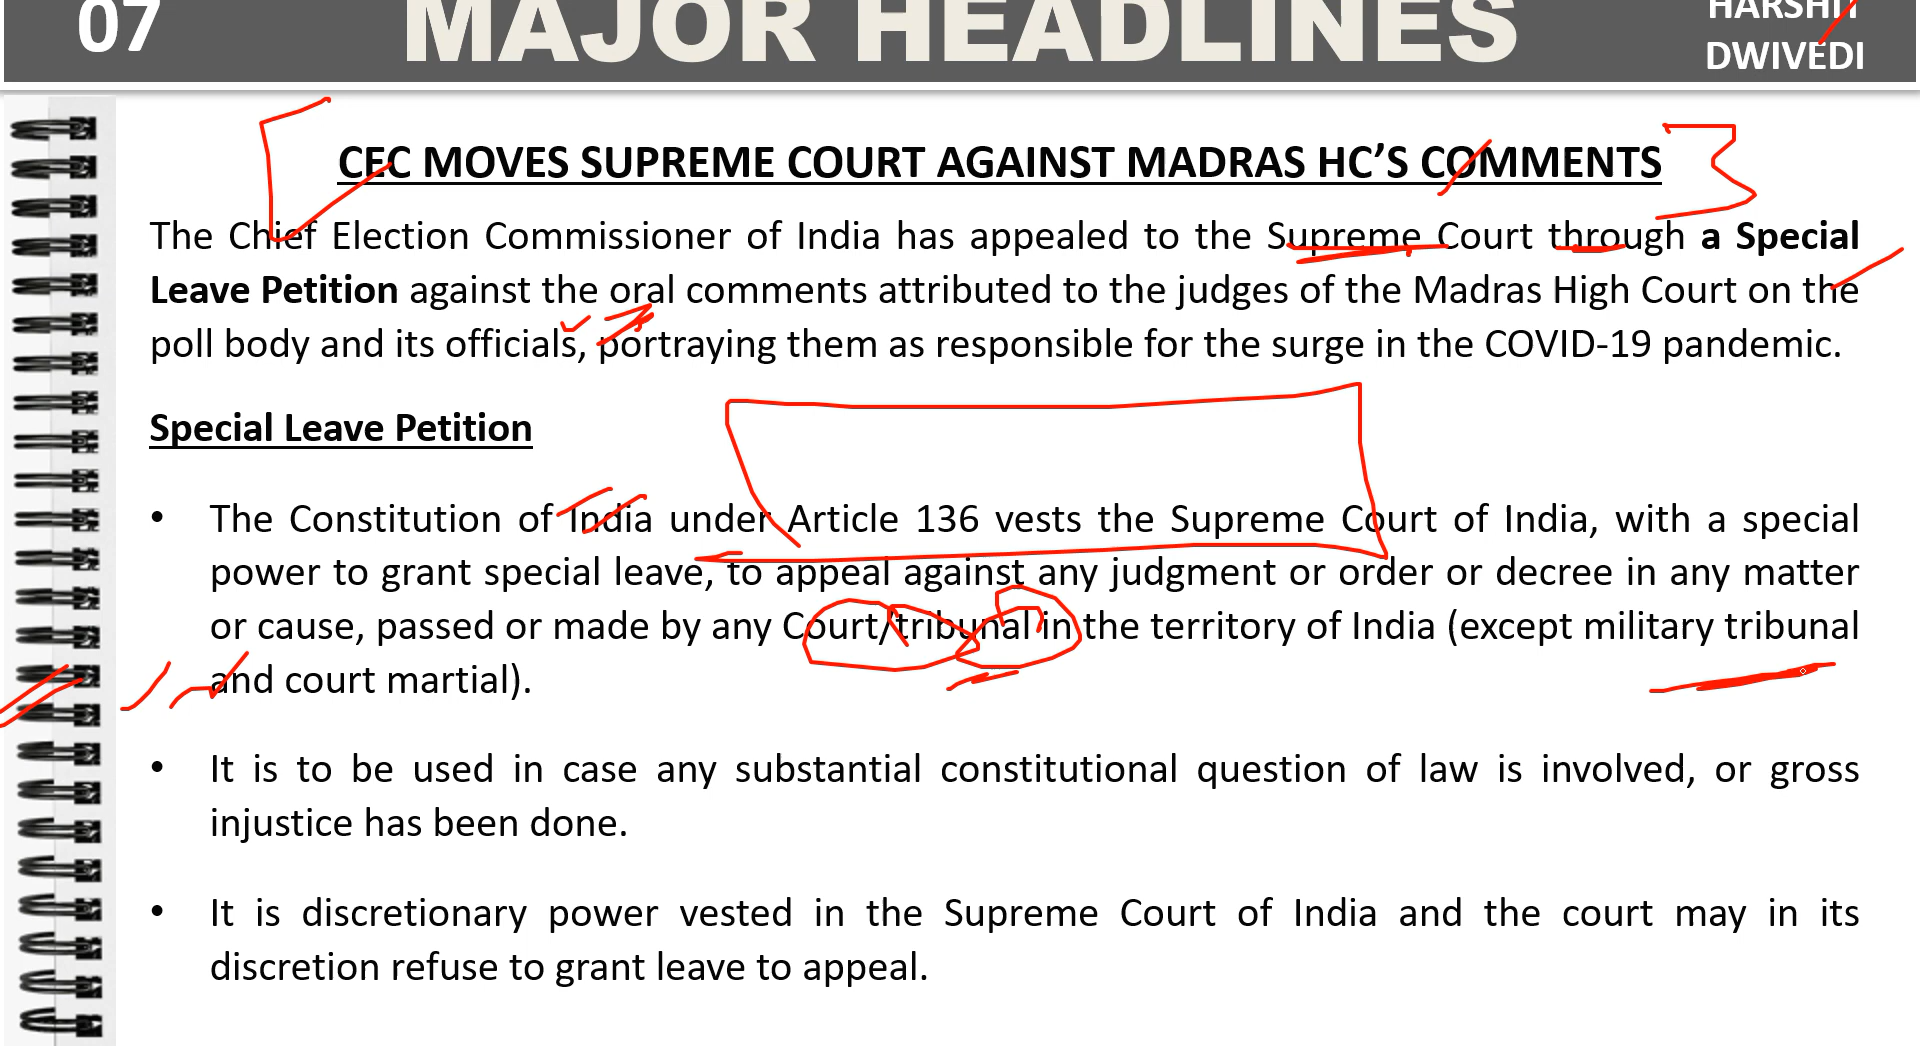 07
MAJOR HEADLINES
HARSHIT
DWIVEDI
CEC MOVES SUPREME COURT AGAINST MADRAS HC’S COMMENTS
The Chief Election Commissioner of India has appealed to the Supreme Court through a Special
Leave Petition against the oral comments attributed to the judges of the Madras High Court on the
poll body and its officials, portraying them as responsible for the surge in the COVID-19 pandemic.
Special Leave Petition
• The Constitution of India under Article 136 vests the Supreme Court of India, with a special
power to grant special leave, to appeal against any judgment or order or decree in any matter
or cause, passed or made by any Court/tribunal in the territory of India (except military tribunal
and court martial).
• It is to be used in case any substantial constitutional question of law is involved, or gross
injustice has been done.
• It is discretionary power vested in the Supreme Court of India and the court may in its
discretion refuse to grant leave to appeal.